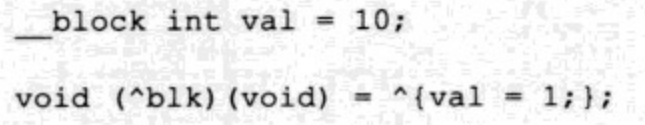 __block int val = 10;
void (^blk)(void) = ^{val = 1;};